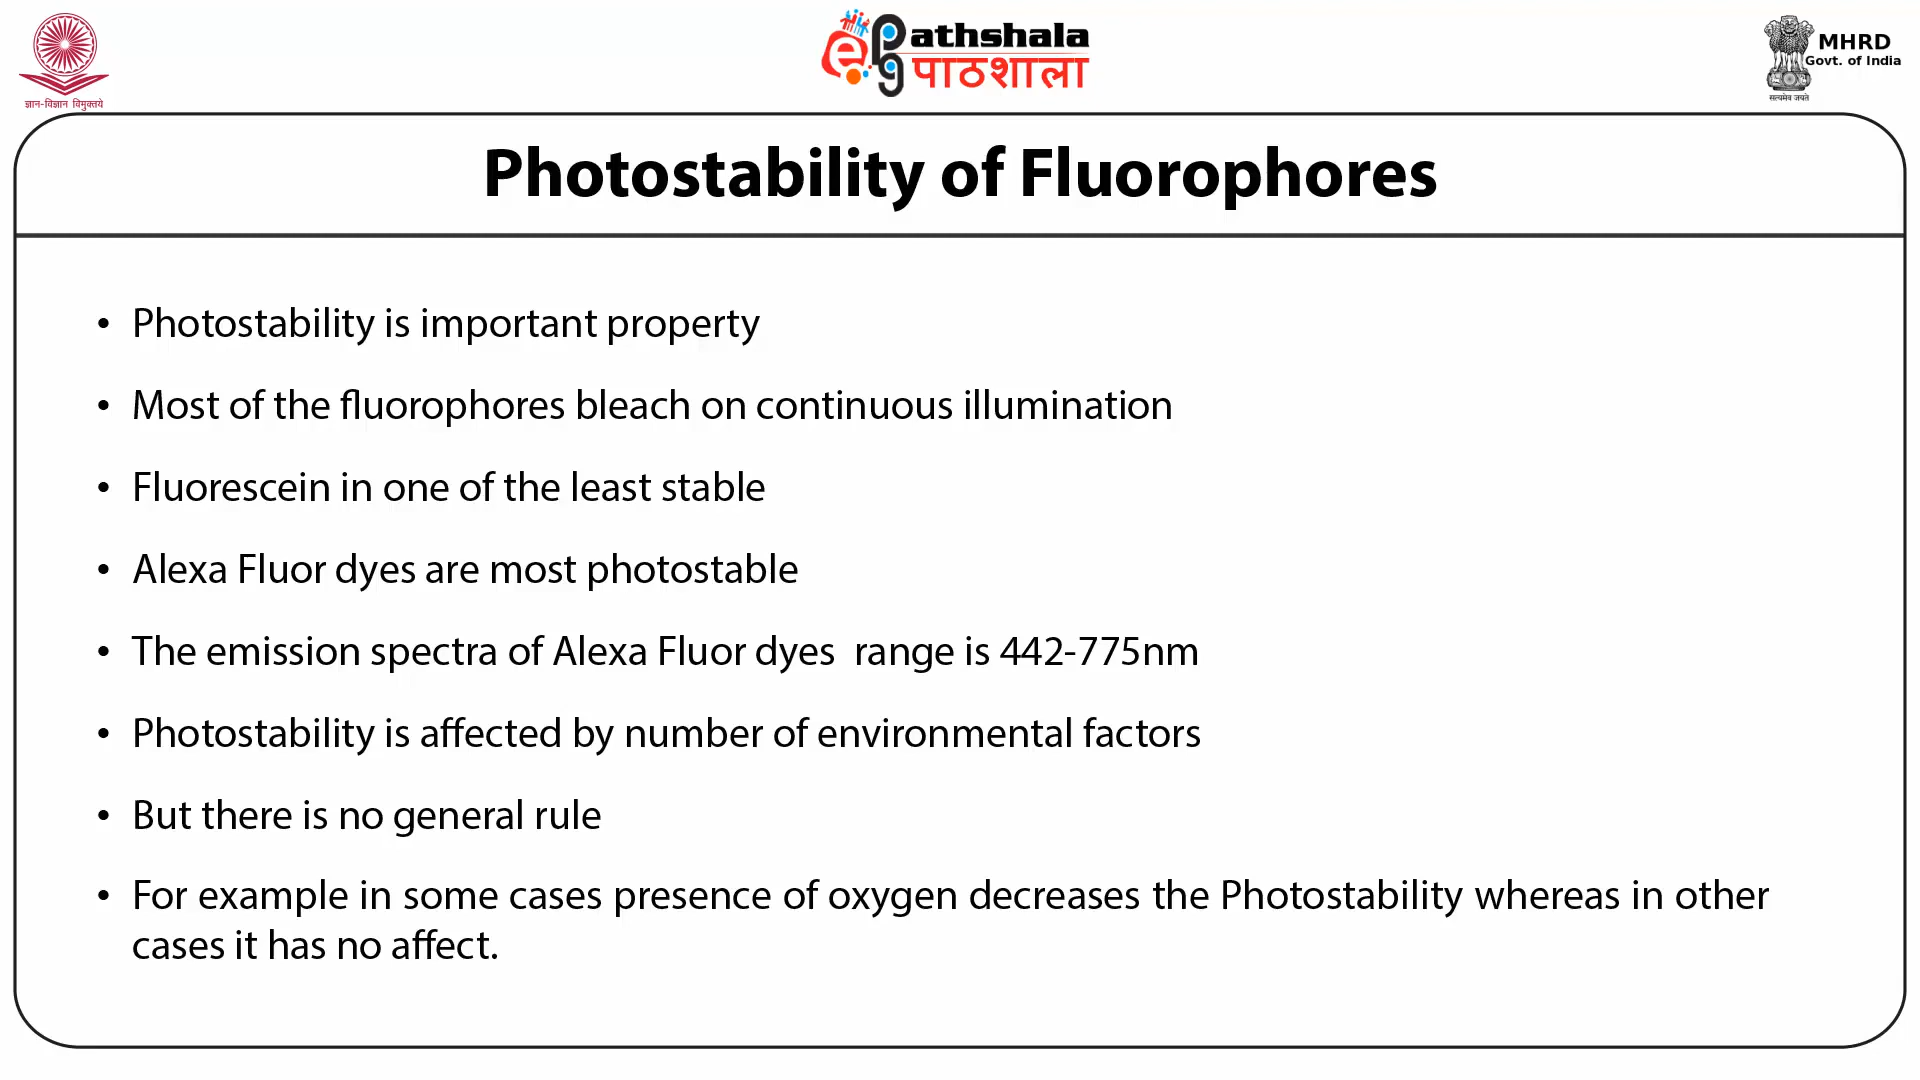 ज्ञान-विज्ञान विमुक्तये
ePathshala
पाठशाला
सत्यमेव जयते
MHRD
Govt. of India
Photostability of Fluorophores
• Photostability is important property
• Most of the fluorophores bleach on continuous illumination
• Fluorescein in one of the least stable
• Alexa Fluor dyes are most photostable
• The emission spectra of Alexa Fluor dyes  range is 442-775nm
• Photostability is affected by number of environmental factors
• But there is no general rule
• For example in some cases presence of oxygen decreases the Photostability whereas in other
cases it has no affect.